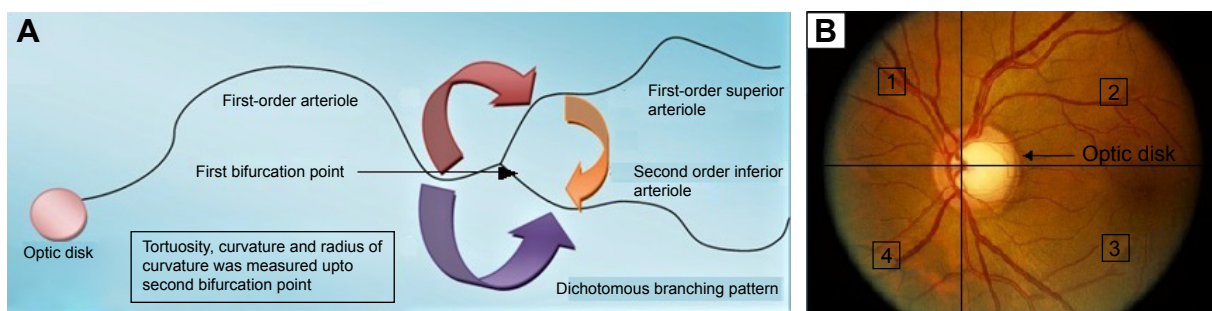 A
First-order arteriole
First-order superior
arteriole
First bifurcation point
Second order inferior
arteriole
Optic disk
Tortuosity, curvature and radius of
curvature was measured upto
second bifurcation point
Dichotomous branching pattern
B
1
2
Optic disk
3
4